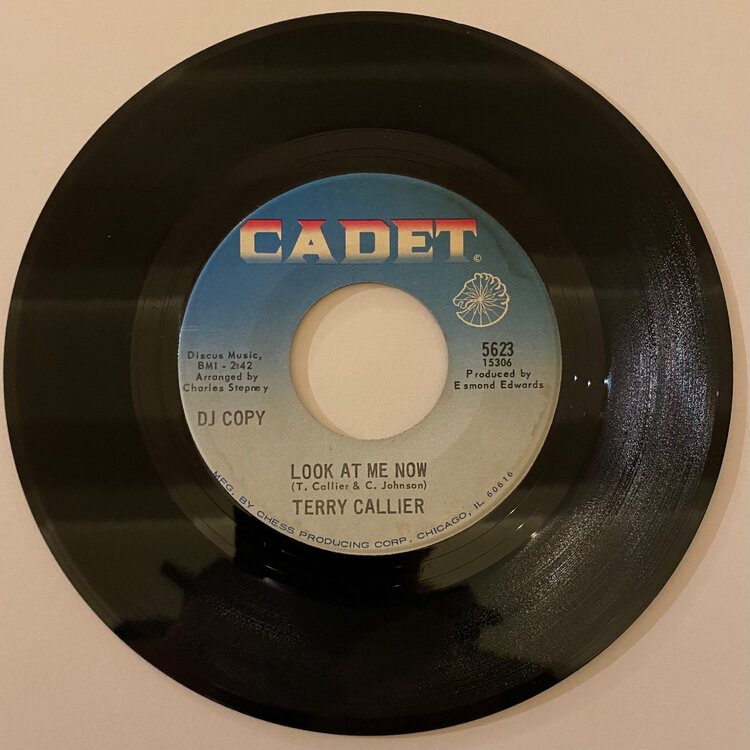 CADET
©
5623
15306
Produced by
Esmond Edwards
Discus Music,
BMI - 2:42
Arranged by
Charles Stepney
DJ COPY
LOOK AT ME NOW
(T. Callier & C. Johnson)
TERRY CALLIER
MFG. BY CHESS PRODUCING CORP., CHICAGO, IL 60616